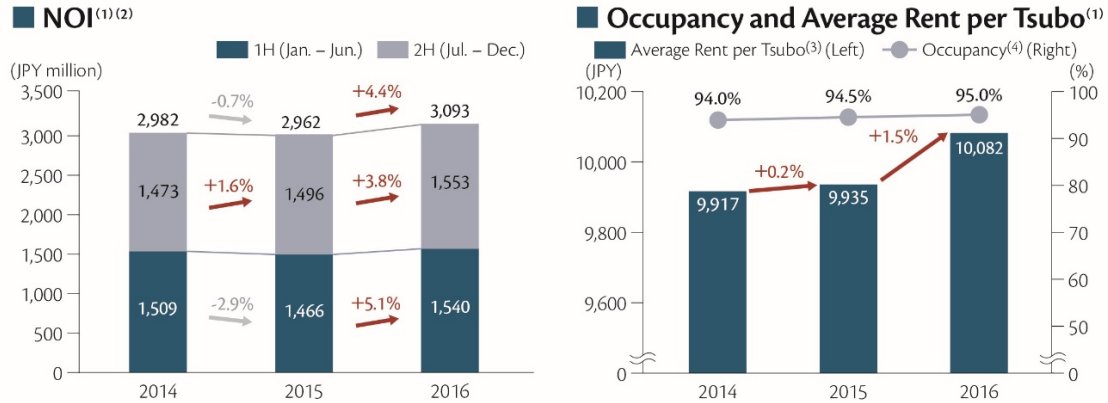 NOI(1)(2)
1H (Jan. – Jun.) 2H (Jul. – Dec.)
(JPY million)
3,500
3,000
2,500
2,000
1,500
1,000
500
0
2,982 -0.7% 2,962 +4.4% 3,093
1,473 +1.6% 1,496 +3.8% 1,553
1,509 -2.9% 1,466 +5.1% 1,540
2014 2015 2016
Occupancy and Average Rent per Tsubo(1)
Average Rent per Tsubo(3) (Left) Occupancy(4) (Right)
(JPY) (%)
10,200
10,000
9,800
9,600
0
94.0% 94.5% 95.0%
+0.2% +1.5%
9,917 9,935 10,082
100
90
80
70
60
50
0
2014 2015 2016